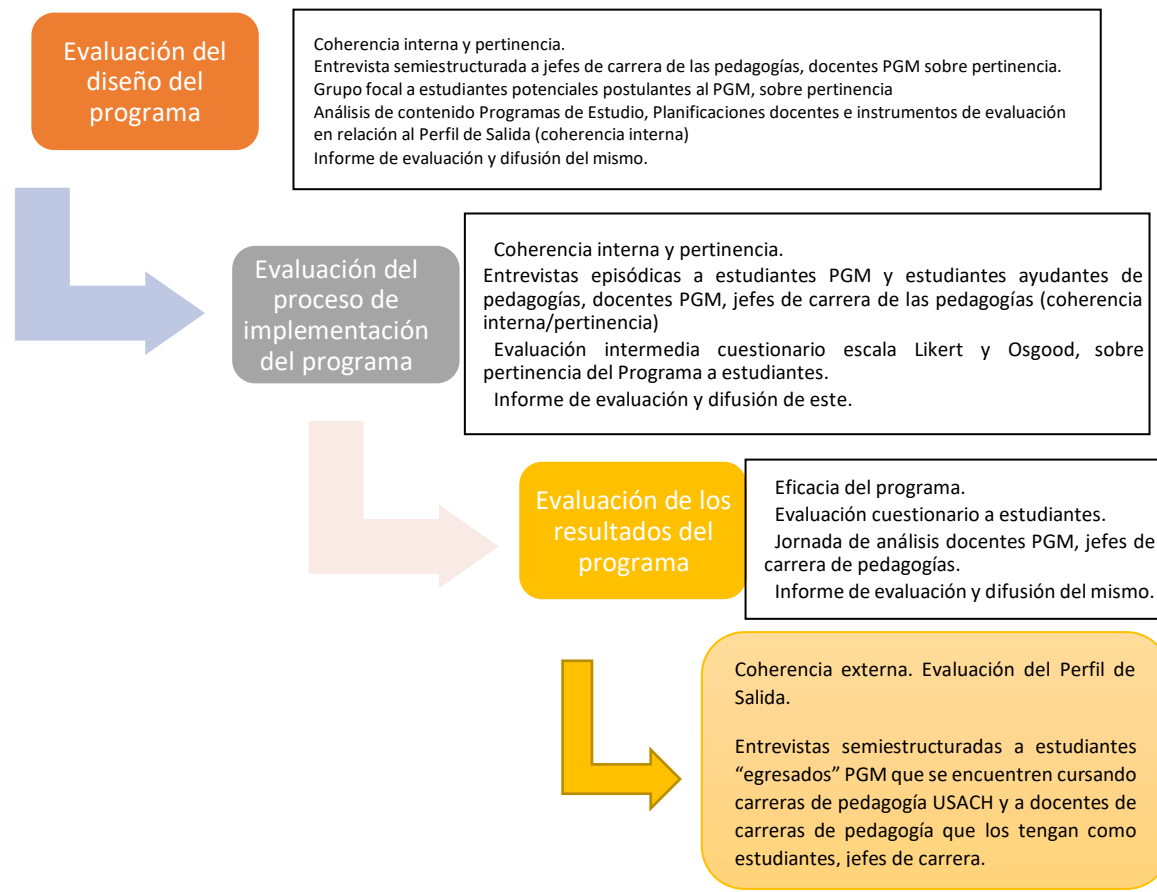 Evaluación del
diseño del
programa
Coherencia interna y pertinencia.
Entrevista semiestructurada a jefes de carrera de las pedagogías, docentes PGM sobre pertinencia.
Grupo focal a estudiantes potenciales postulantes al PGM, sobre pertinencia
Análisis de contenido Programas de Estudio, Planificaciones docentes e instrumentos de evaluación
en relación al Perfil de Salida (coherencia interna)
Informe de evaluación y difusión del mismo.
Evaluación del
proceso de
implementación
del programa
Coherencia interna y pertinencia.
Entrevistas episódicas a estudiantes PGM y estudiantes ayudantes de
pedagogías, docentes PGM, jefes de carrera de las pedagogías (coherencia
interna/pertinencia)
Evaluación intermedia cuestionario escala Likert y Osgood, sobre
pertinencia del Programa a estudiantes.
Informe de evaluación y difusión de este.
Evaluación de los
resultados del
programa
Eficacia del programa.
Evaluación cuestionario a estudiantes.
Jornada de análisis docentes PGM, jefes de
carrera de pedagogías.
Informe de evaluación y difusión del mismo.
Coherencia externa. Evaluación del Perfil de
Salida.
Entrevistas semiestructuradas a estudiantes
“egresados” PGM que se encuentren cursando
carreras de pedagogía USACH y a docentes de
carreras de pedagogía que los tengan como
estudiantes, jefes de carrera.